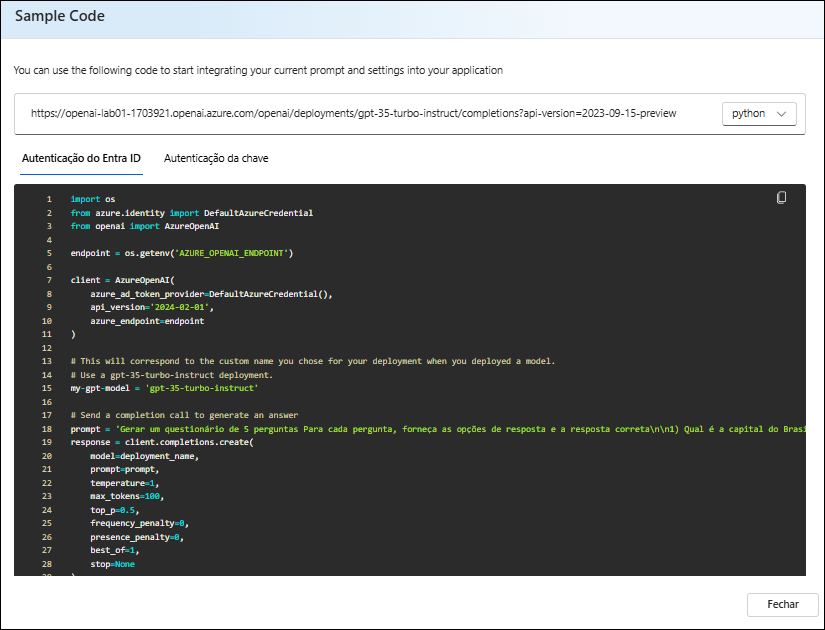 Sample Code
You can use the following code to start integrating your current prompt and settings into your application
https://openai-lab01-1703921.openai.azure.com/openai/deployments/gpt-35-turbo-instruct/completions?api-version=2023-09-15-preview python
Autenticação do Entra ID Autenticação da chave
1 import os
2 from azure.identity import DefaultAzureCredential
3 from openai import AzureOpenAI
4
5 endpoint = os.getenv('AZURE_OPENAI_ENDPOINT')
6
7 client = AzureOpenAI(
8 azure_ad_token_provider=DefaultAzureCredential(),
9 api_version='2024-02-01',
10 azure_endpoint=endpoint
11 )
12
13 # This will correspond to the custom name you chose for your deployment when you deployed a model.
14 # Use a gpt-35-turbo-instruct deployment.
15 my-gpt-model = 'gpt-35-turbo-instruct'
16
17 # Send a completion call to generate an answer
18 prompt = 'Gerar um questionário de 5 perguntas Para cada pergunta, forneça as opções de resposta e a resposta correta\n\n1) Qual é a capital do Brasi
19 response = client.completions.create(
20 model=deployment_name,
21 prompt=prompt,
22 temperature=1,
23 max_tokens=100,
24 top_p=0.5,
25 frequency_penalty=0,
26 presence_penalty=0,
27 best_of=1,
28 stop=None
Fechar